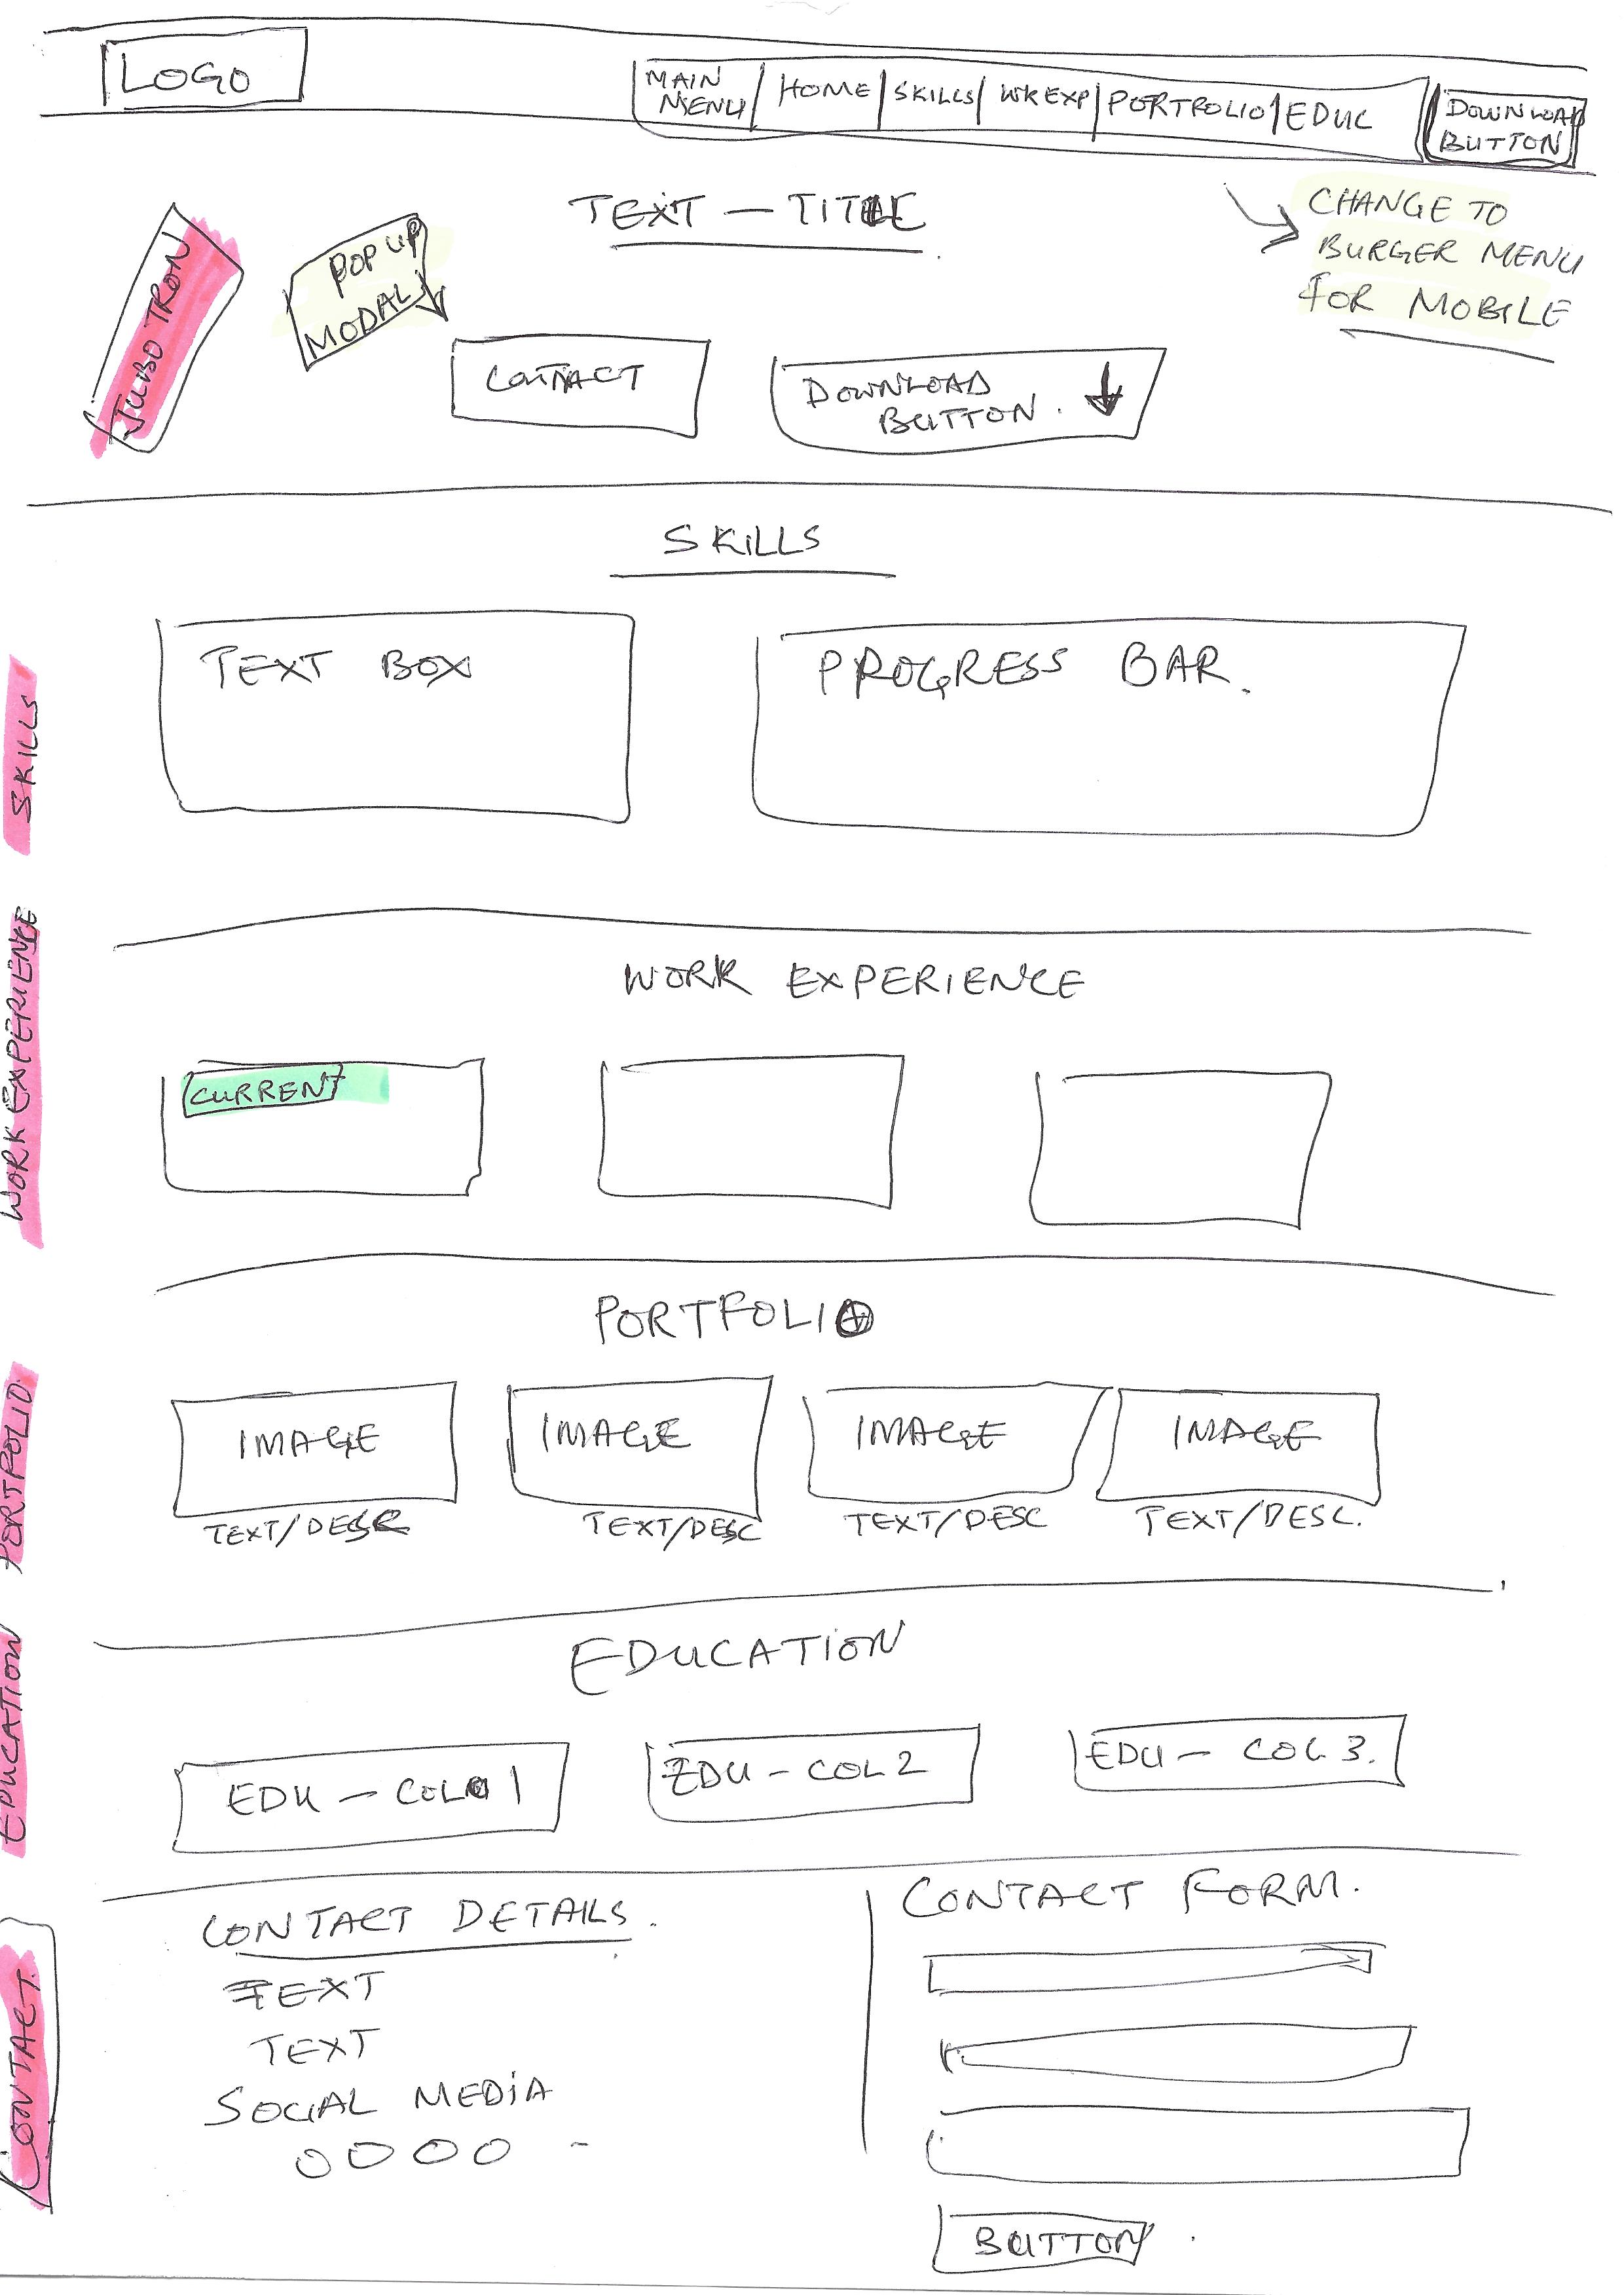 LOGO
MAIN MENU / HOME | SKILLS | WK EXP | PORTFOLIO | EDUC
DOWNLOAD
BUTTON
TEXT - TITLE
CHANGE TO
BURGER MENU
FOR MOBILE
JUBO TRON
POP UP
MODAL
CONTACT
DOWNLOAD
BUTTON.
SKILLS
SKILLS
TEXT BOX
PROGRESS BAR.
WORK EXPERIENCE
WORK EXPERIENCE
CURRENT
PORTFOLIO
PORTFOLIO
IMAGE
IMAGE
IMAGE
IMAGE
TEXT/DESC
TEXT/DESC
TEXT/DESC
TEXT/DESC.
EDUCATION
EDUCATION
EDU - COL 1
EDU - COL 2
EDU - COL 3.
CONTACT.
CONTACT DETAILS.
TEXT
TEXT
SOCIAL MEDIA
CONTACT FORM.
BUTTON